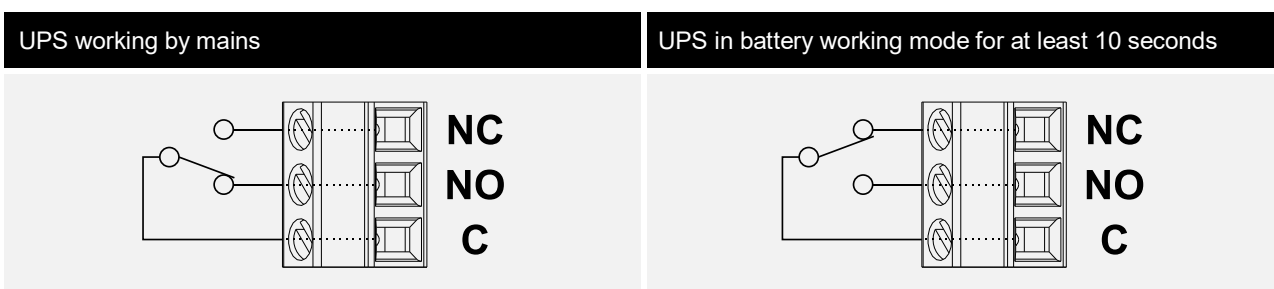 UPS working by mains
UPS in battery working mode for at least 10 seconds
NC
NO
C
NC
NO
C